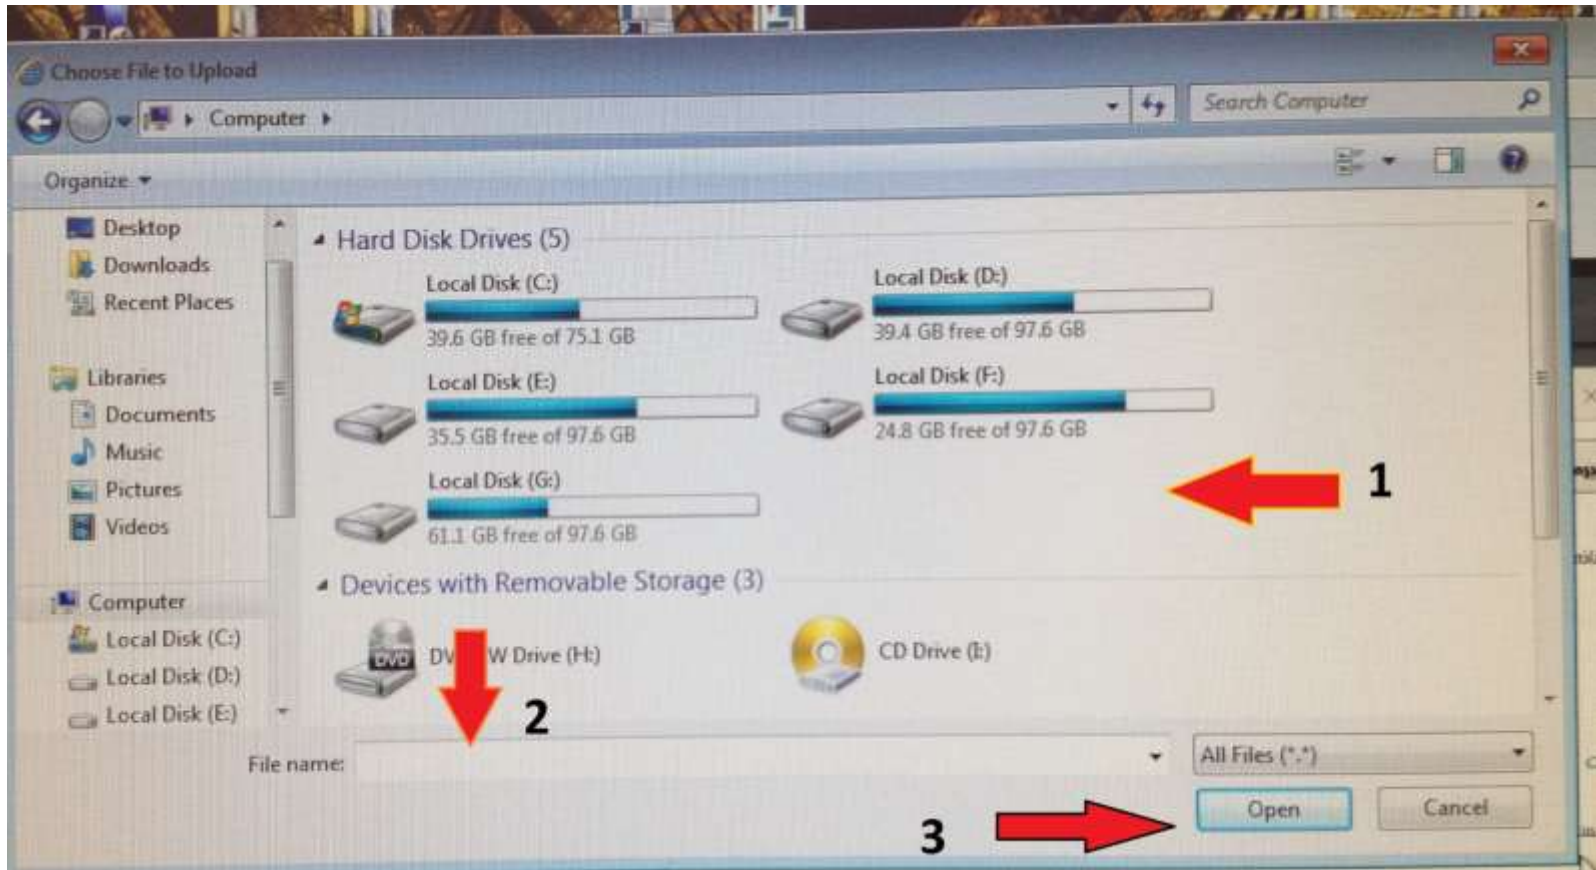 Choose File to Upload
Computer
Search Computer
Organize
Desktop
Downloads
Recent Places
Libraries
Documents
Music
Pictures
Videos
Computer
Local Disk (C:)
Local Disk (D:)
Local Disk (E:)
Hard Disk Drives (5)
Local Disk (C:)
39.6 GB free of 75.1 GB
Local Disk (D:)
39.4 GB free of 97.6 GB
Local Disk (E:)
35.5 GB free of 97.6 GB
Local Disk (F:)
24.8 GB free of 97.6 GB
Local Disk (G:)
61.1 GB free of 97.6 GB
1
Devices with Removable Storage (3)
DV W Drive (H:)
DVD
CD Drive (I:)
2
File name:
All Files (*.*)
3
Open
Cancel